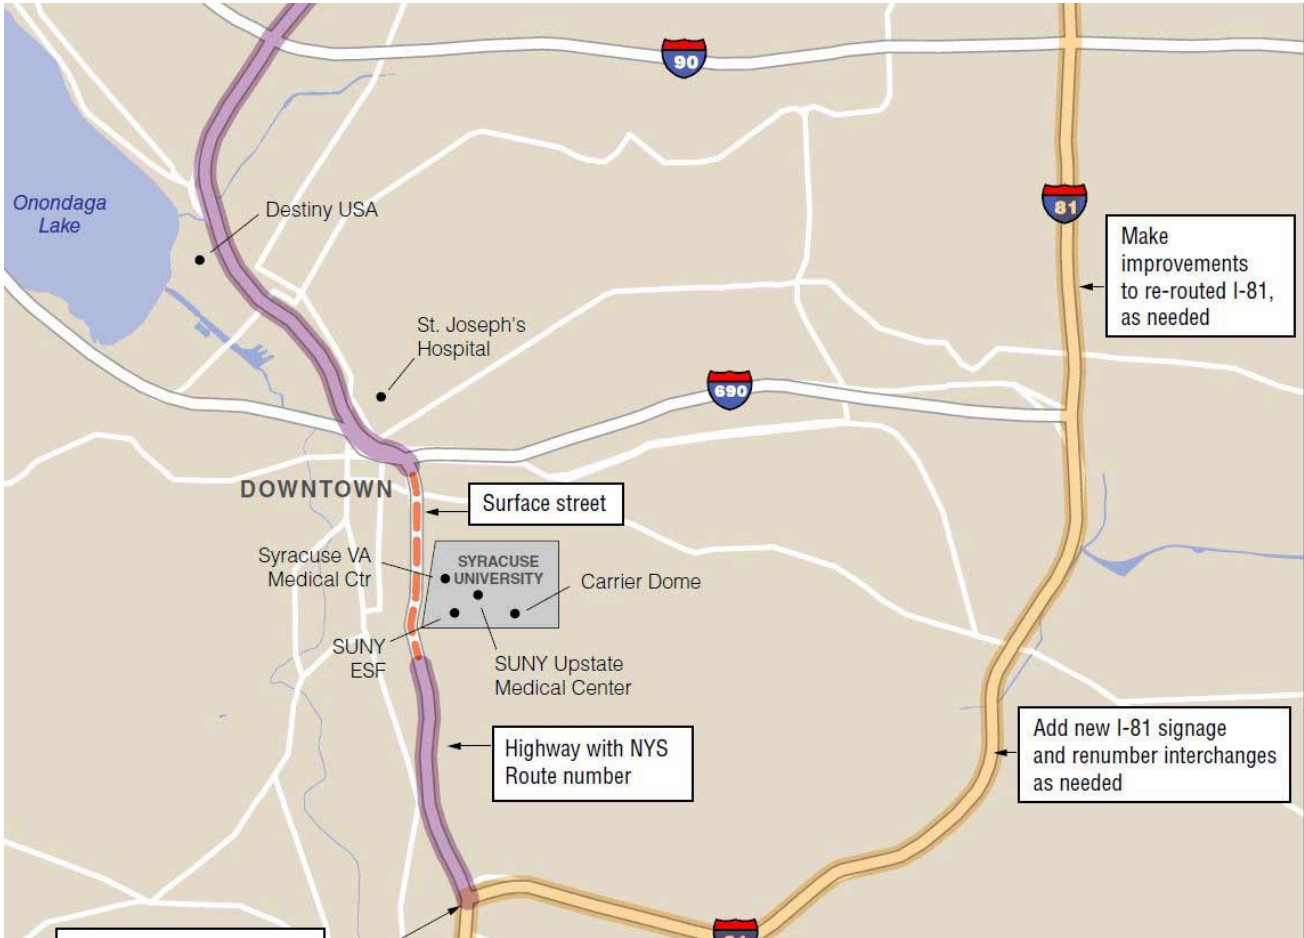 90
Onondaga
Lake
Destiny USA
81
Make
improvements
to re-routed I-81,
as needed
St. Joseph's
Hospital
690
DOWNTOWN
Surface street
Syracuse VA
Medical Ctr
SYRACUSE
UNIVERSITY
Carrier Dome
SUNY
ESF
SUNY Upstate
Medical Center
Highway with NYS
Route number
Add new I-81 signage
and renumber interchanges
as needed